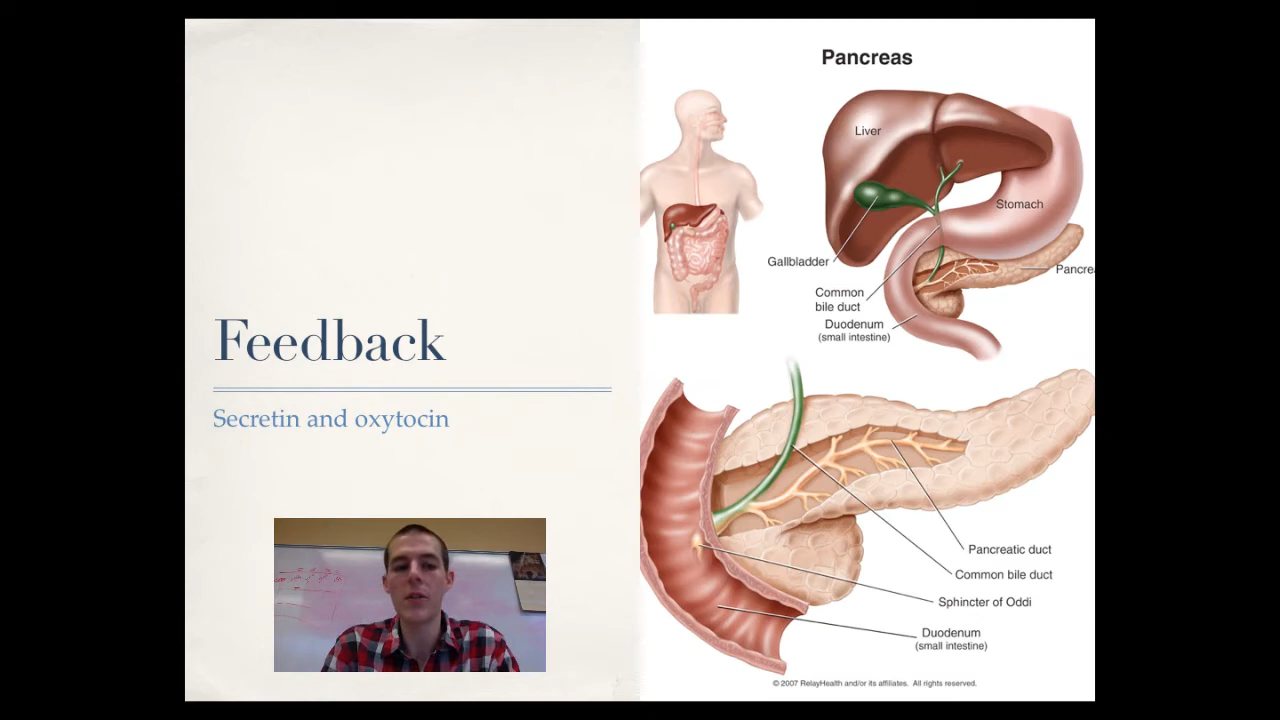 Feedback
Secretin and oxytocin
Pancreas
Liver
Stomach
Gallbladder
Pancrea
Common
bile duct
Duodenum
(small intestine)
Pancreatic duct
Common bile duct
Sphincter of Oddi
Duodenum
(small intestine)
© 2007 RelayHealth and/or its affiliates. All rights reserved.